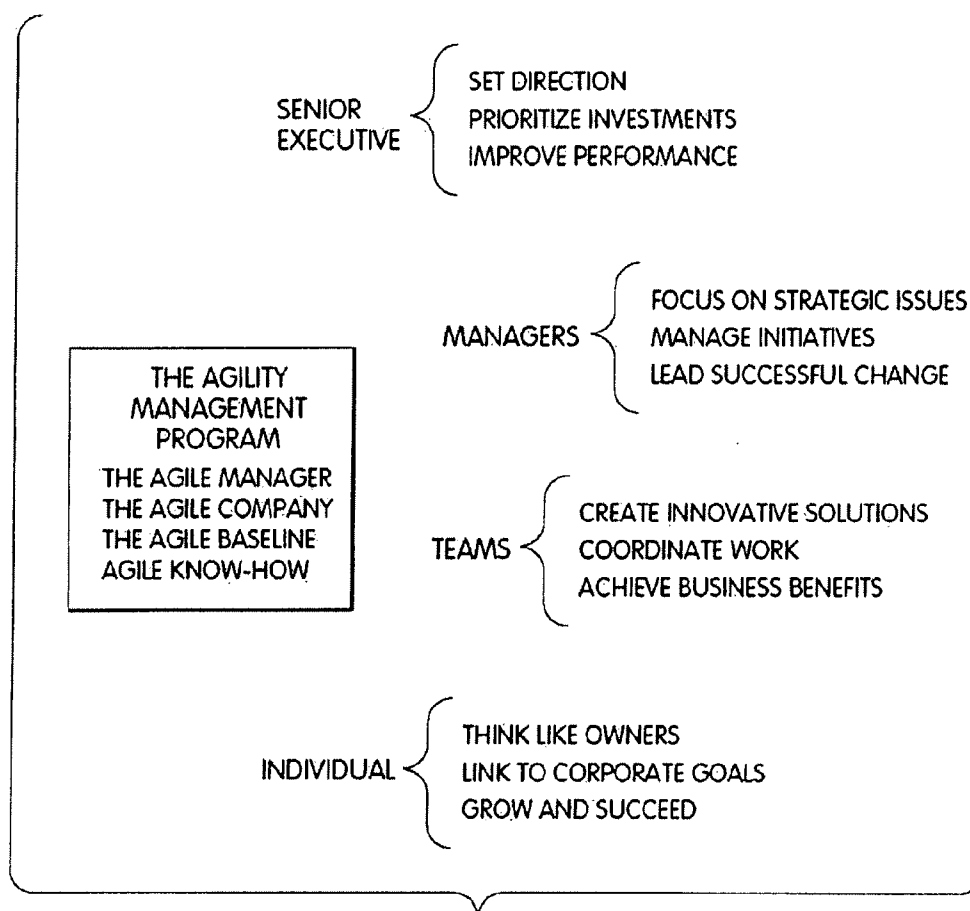 SENIOR
EXECUTIVE
SET DIRECTION
PRIORITIZE INVESTMENTS
IMPROVE PERFORMANCE
MANAGERS
FOCUS ON STRATEGIC ISSUES
MANAGE INITIATIVES
LEAD SUCCESSFUL CHANGE
THE AGILITY
MANAGEMENT
PROGRAM
THE AGILE MANAGER
THE AGILE COMPANY
THE AGILE BASELINE
AGILE KNOW-HOW
TEAMS
CREATE INNOVATIVE SOLUTIONS
COORDINATE WORK
ACHIEVE BUSINESS BENEFITS
INDIVIDUAL
THINK LIKE OWNERS
LINK TO CORPORATE GOALS
GROW AND SUCCEED